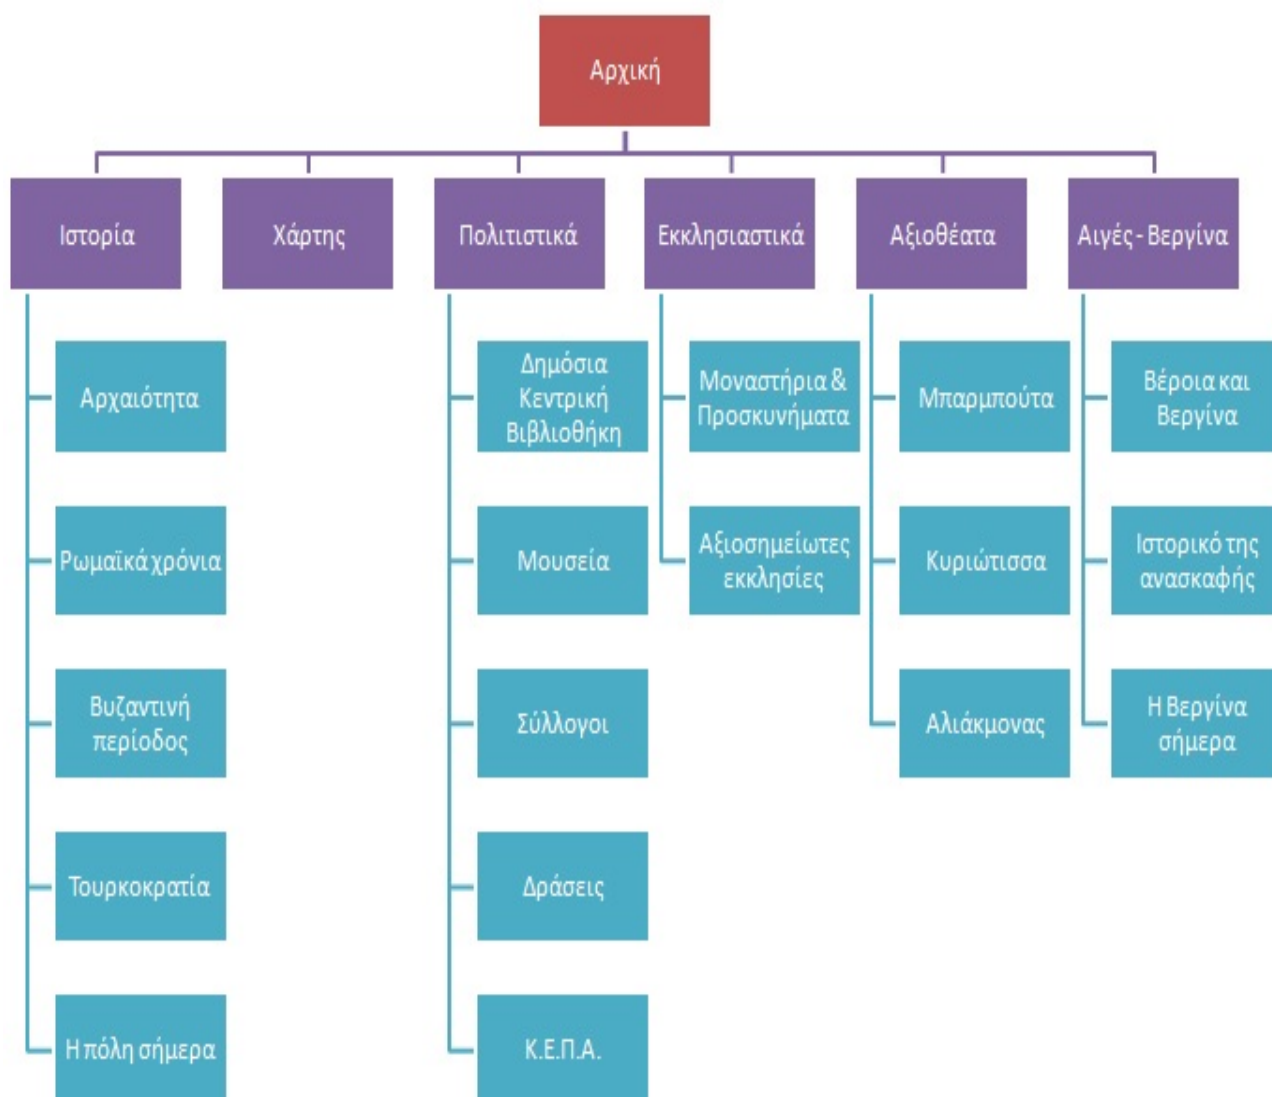 Αρχική
Ιστορία
Χάρτης
Πολιτιστικά
Εκκλησιαστικά
Αξιοθέατα
Αιγές - Βεργίνα
Αρχαιότητα
Ρωμαϊκά χρόνια
Βυζαντινή
περίοδος
Τουρκοκρατία
Η πόλη σήμερα
Δημόσια
Κεντρική
Βιβλιοθήκη
Μουσεία
Σύλλογοι
Δράσεις
Κ.Ε.Π.Α.
Μοναστήρια &
Προσκυνήματα
Αξιοσημείωτες
εκκλησίες
Μπαρμπούτα
Κυριώτισσα
Αλιάκμονας
Βέροια και
Βεργίνα
Ιστορικό της
ανασκαφής
Η Βεργίνα
σήμερα